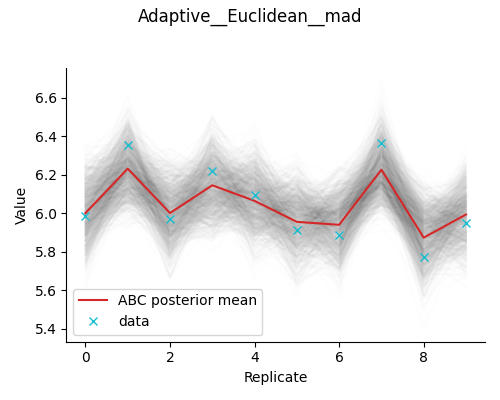 Adaptive__Euclidean__mad
6.6
6.4
6.2
6.0
5.8
5.6
5.4
Value
ABC posterior mean
data
0 2 4 6 8
Replicate